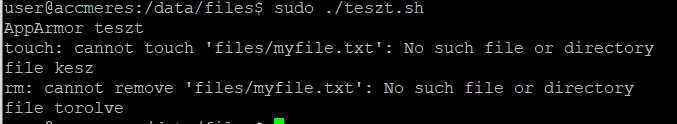 user@accmeres:/data/files$ sudo ./teszt.sh
AppArmor teszt
touch: cannot touch 'files/myfile.txt': No such file or directory
file kesz
rm: cannot remove 'files/myfile.txt': No such file or directory
file torolve